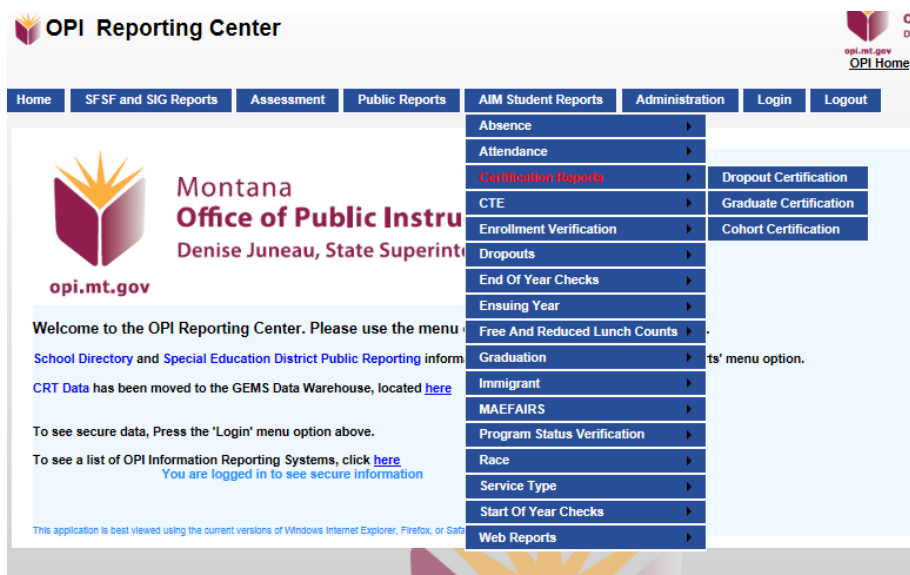 OPI Reporting Center
opi.mt.gov
OPI Home
Home SFSF and SIG Reports Assessment Public Reports AIM Student Reports Administration Login Logout
Absence
Attendance
Certification Reports
CTE
Enrollment Verification
Dropouts
End Of Year Checks
Ensuing Year
Free And Reduced Lunch Counts
Graduation
Immigrant
MAEFAIRS
Program Status Verification
Race
Service Type
Start Of Year Checks
Web Reports
Dropout Certification
Graduate Certification
Cohort Certification
Montana
Office of Public Instru
Denise Juneau, State Superinte
opi.mt.gov
Welcome to the OPI Reporting Center. Please use the menu
School Directory and Special Education District Public Reporting inform ts' menu option.
CRT Data has been moved to the GEMS Data Warehouse, located here
To see secure data, Press the 'Login' menu option above.
To see a list of OPI Information Reporting Systems, click here
You are logged in to see secure information
This application is best viewed using the current versions of Windows Internet Explorer, Firefox, or Safa